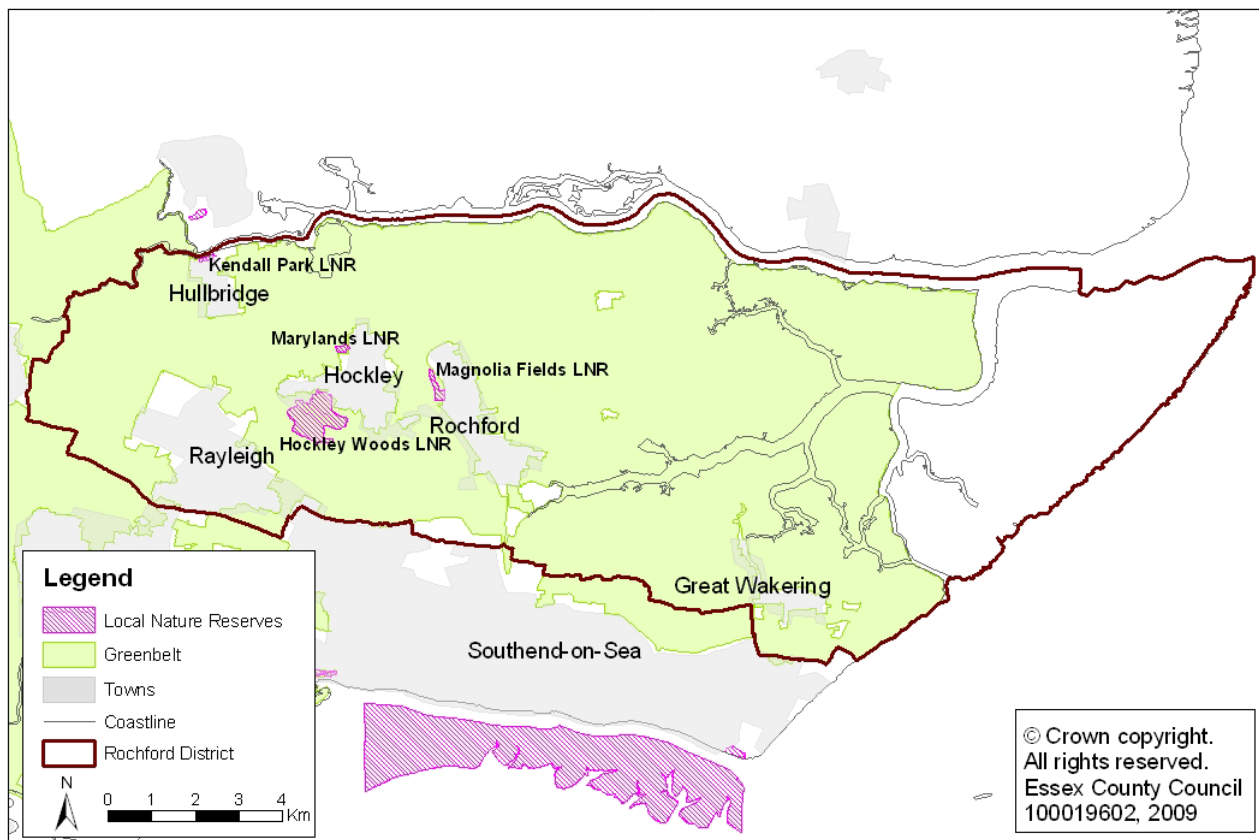 Kendall Park LNR
Hullbridge
Marylands LNR
Hockley
Magnolia Fields LNR
Rochford
Hockley Woods LNR
Rayleigh
Great Wakering
Southend-on-Sea
Legend
Local Nature Reserves
Greenbelt
Towns
Coastline
Rochford District
N
0 1 2 3 4
Km
© Crown copyright.
All rights reserved.
Essex County Council
100019602, 2009